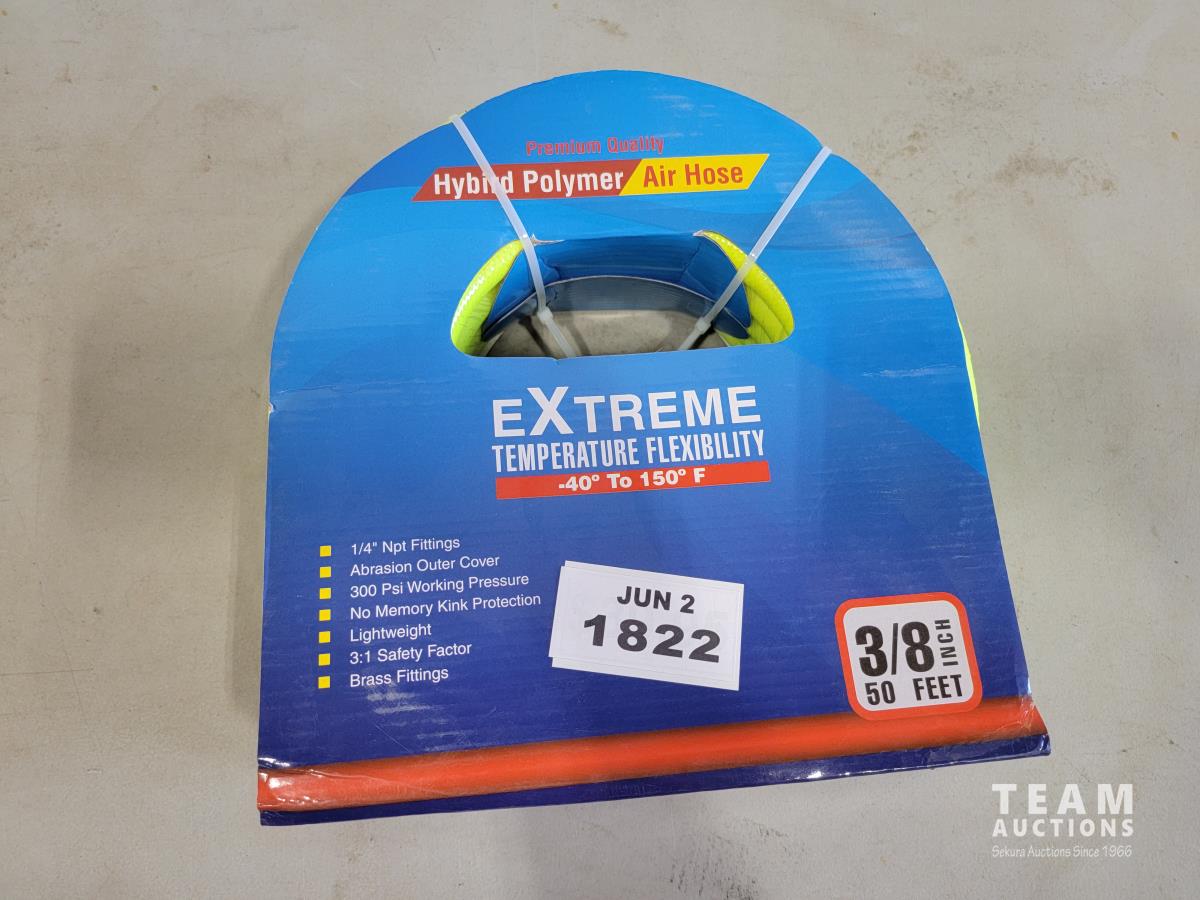 Premium Quality
Hybird Polymer Air Hose
EXTREME
TEMPERATURE FLEXIBILITY
-40° To 150° F
1/4" Npt Fittings
Abrasion Outer Cover
300 Psi Working Pressure
No Memory Kink Protection
Lightweight
3:1 Safety Factor
Brass Fittings
JUN 2
1822
3/8 INCH
50 FEET
TEAM
AUCTIONS
Sekura Auctions Since 1966